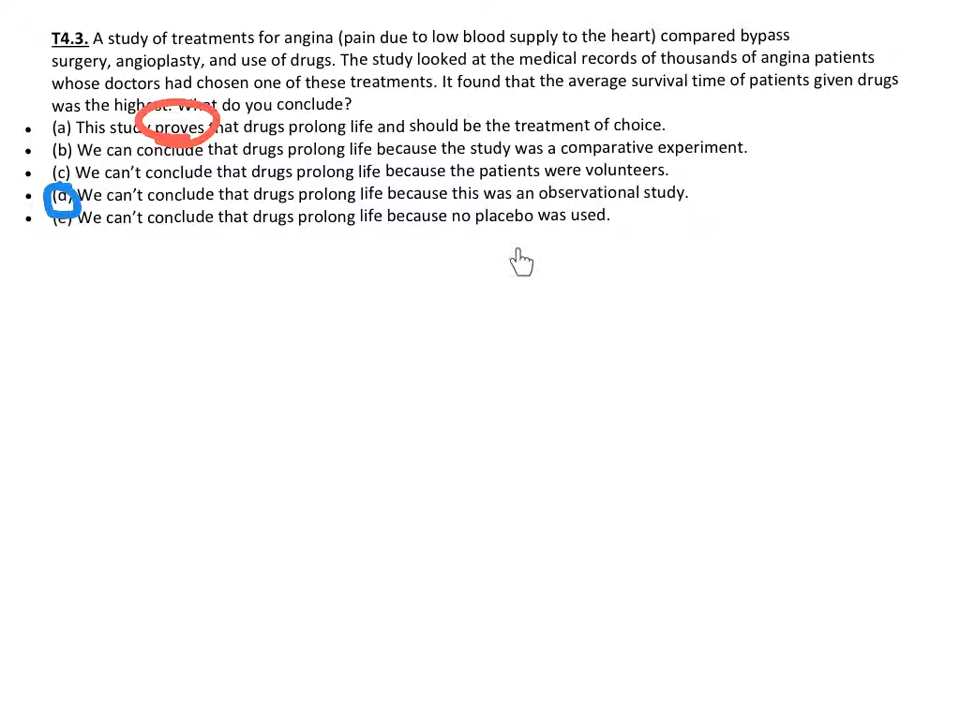 T4.3. A study of treatments for angina (pain due to low blood supply to the heart) compared bypass
surgery, angioplasty, and use of drugs. The study looked at the medical records of thousands of angina patients
whose doctors had chosen one of these treatments. It found that the average survival time of patients given drugs
was the highest. What do you conclude?
• (a) This study proves that drugs prolong life and should be the treatment of choice.
• (b) We can conclude that drugs prolong life because the study was a comparative experiment.
• (c) We can’t conclude that drugs prolong life because the patients were volunteers.
• (d) We can’t conclude that drugs prolong life because this was an observational study.
• (e) We can’t conclude that drugs prolong life because no placebo was used.